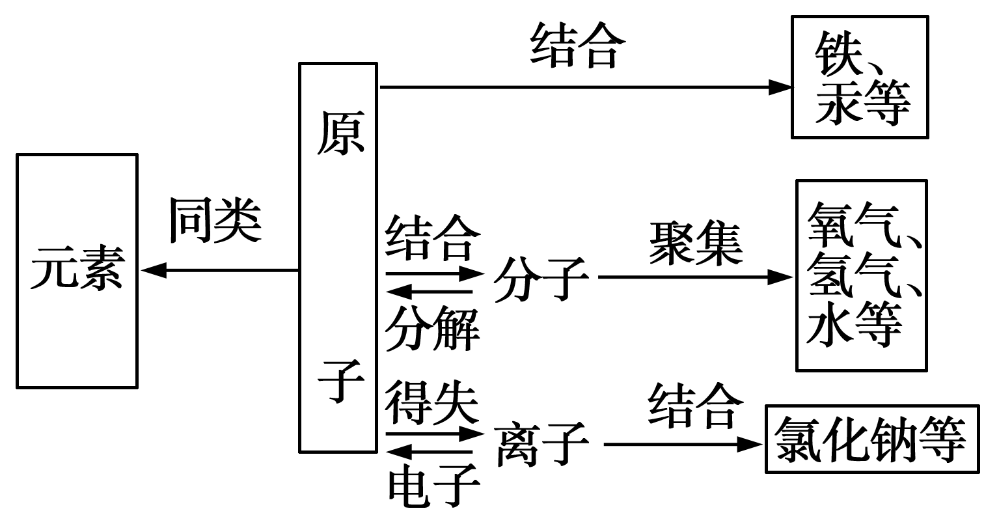 元素
同类
原
子
结合
铁、
汞等
结合
分解
分子
聚集
氧气、
氢气、
水等
得失
电子
离子
结合
氯化钠等